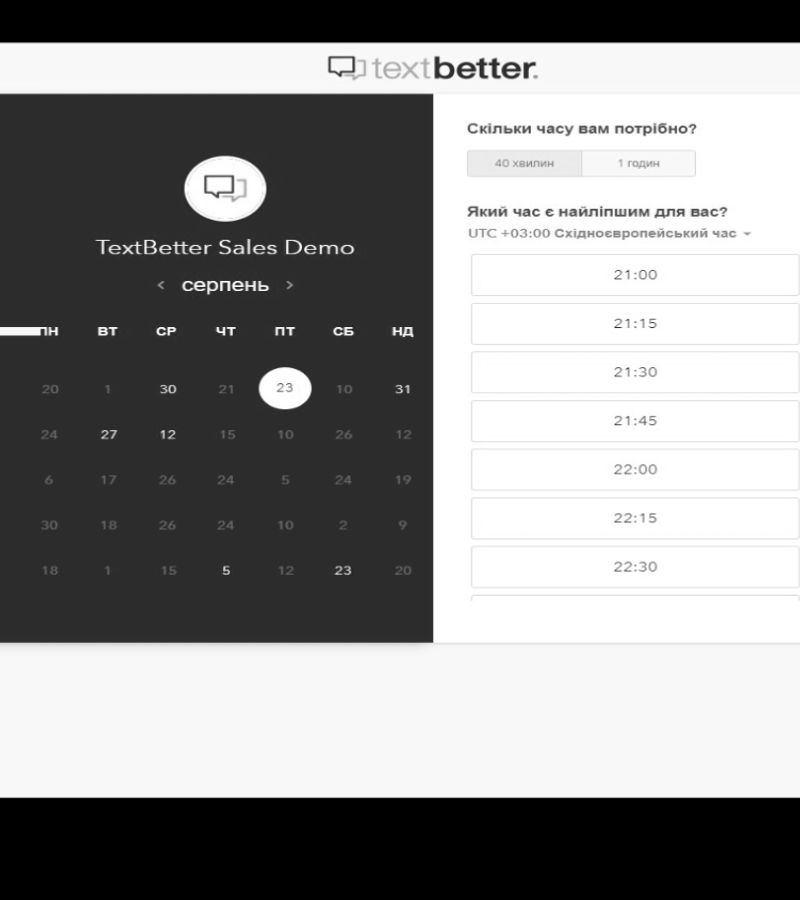 textbetter.
TextBetter Sales Demo
< серпень >
ПН ВТ СР ЧТ ПТ СБ НД
20 1 30 21 23 10 31
24 27 12 15 10 26 12
6 17 26 24 5 24 19
30 18 26 24 10 2 9
18 1 15 5 12 23 20
Скільки часу вам потрібно?
40 хвилин 1 годин
Який час є найліпшим для вас?
UTC +03:00 Східноєвропейський час
21:00
21:15
21:30
21:45
22:00
22:15
22:30